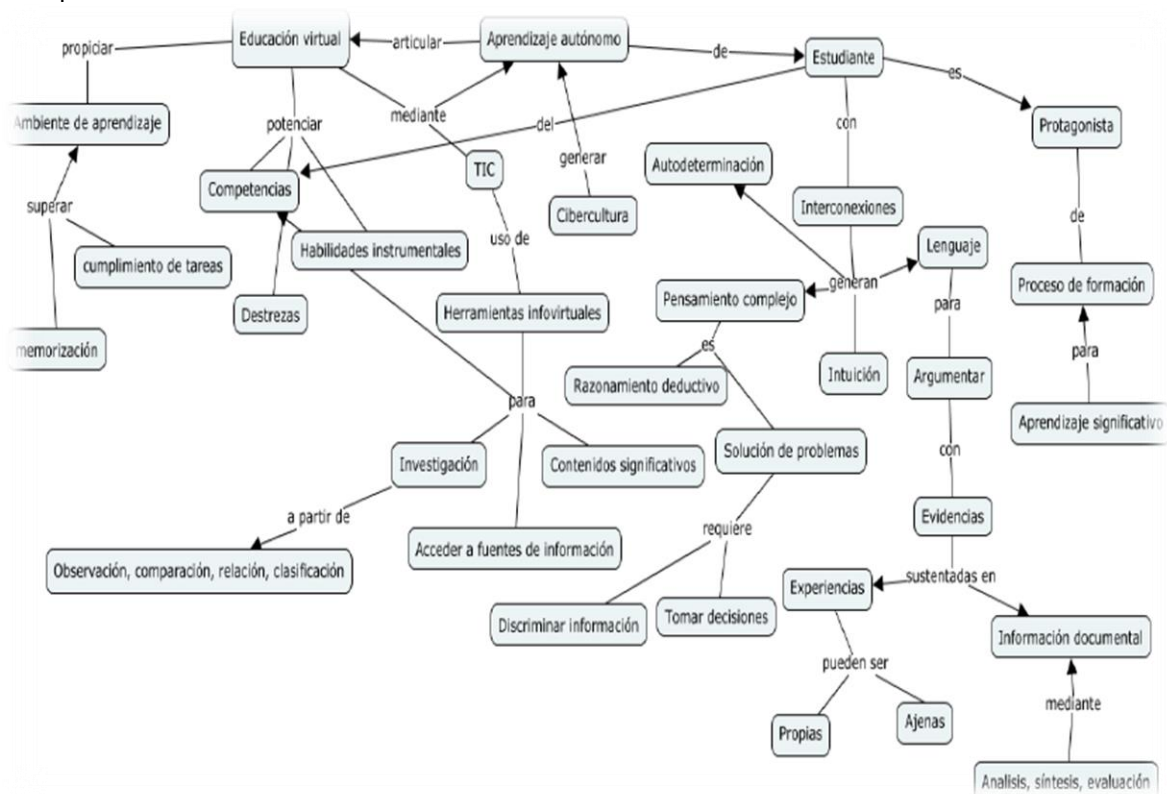 Educación virtual
articular
Aprendizaje autónomo
de
Estudiante
es
Protagonista
propiciar
Ambiente de aprendizaje
potenciar
mediante
del
con
generar
Autodeterminación
TIC
Competencias
Cibercultura
Interconexiones
superar
de
uso de
cumplimiento de tareas
Habilidades instrumentales
Lenguaje
generan
Pensamiento complejo
para
Proceso de formación
Destrezas
Herramientas infovirtuales
memorización
es
Razonamiento deductivo
Intuición
Argumentar
para
para
Aprendizaje significativo
Investigación
Contenidos significativos
Solución de problemas
con
a partir de
requiere
Evidencias
Observación, comparación, relación, clasificación
Acceder a fuentes de información
sustentadas en
Experiencias
Discriminar información
Tomar decisiones
Información documental
pueden ser
mediante
Propias
Ajenas
Analisis, síntesis, evaluación